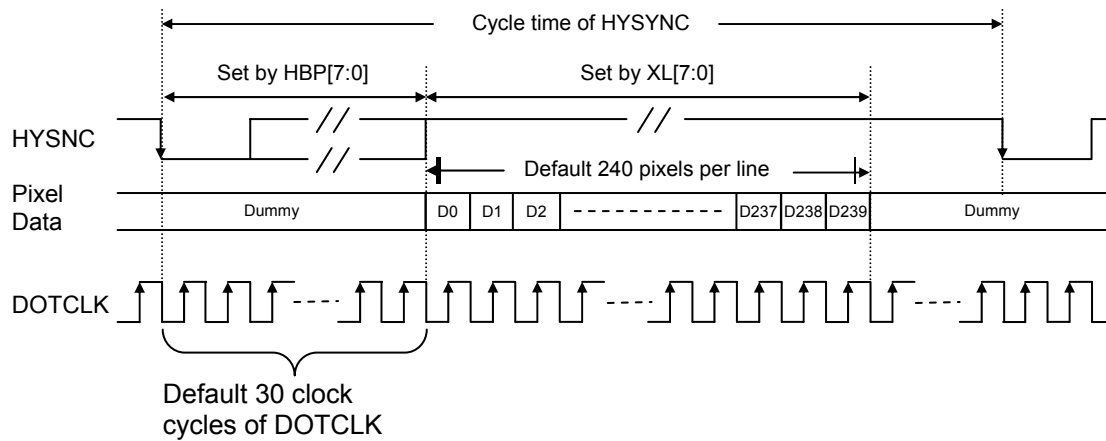 Cycle time of HYSYNC
Set by HBP[7:0]
Set by XL[7:0]
HYSNC
Default 240 pixels per line
Pixel
Data
Dummy
D0
D1
D2
D237
D238
D239
Dummy
DOTCLK
Default 30 clock
cycles of DOTCLK